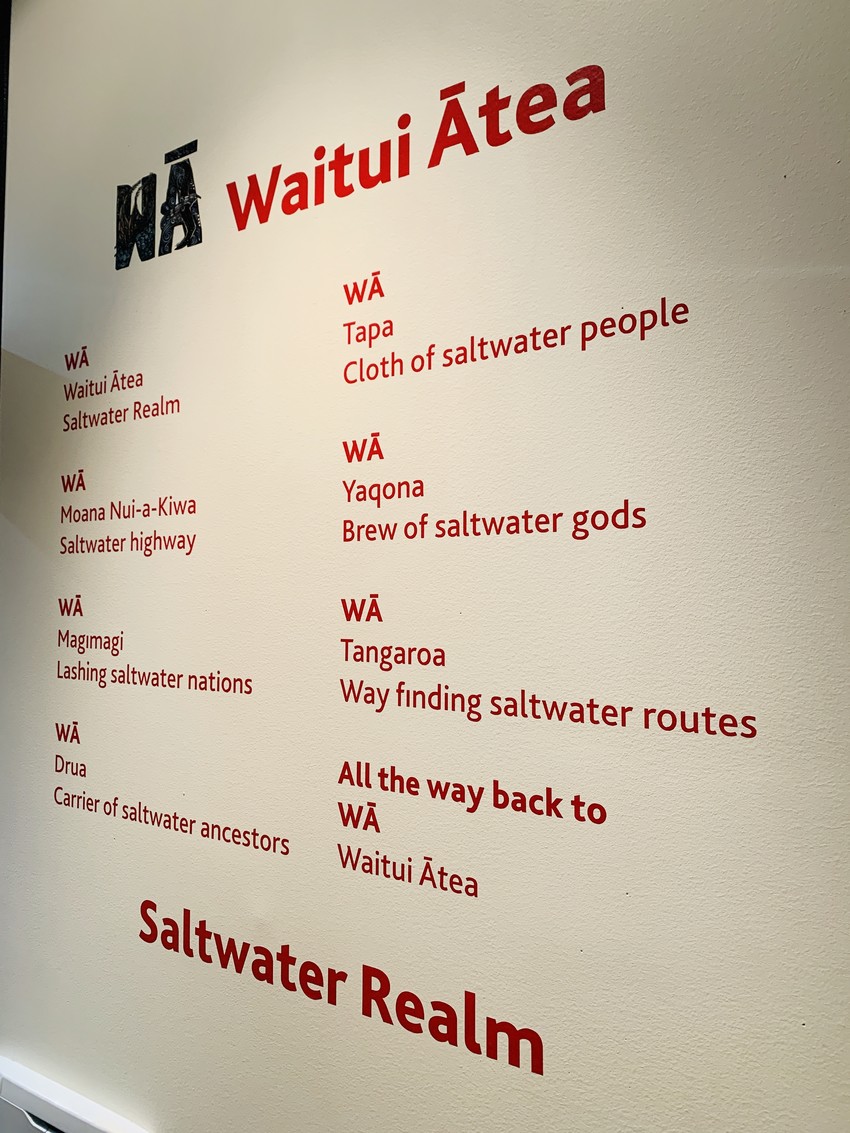 WĀ Waitui Ātea
WĀ
Waitui Ātea
Saltwater Realm
WĀ
Moana Nui-a-Kiwa
Saltwater highway
WĀ
Magimagi
Lashing saltwater nations
WĀ
Drua
Carrier of saltwater ancestors
WĀ
Tapa
Cloth of saltwater people
WĀ
Yaqona
Brew of saltwater gods
WĀ
Tangaroa
Way finding saltwater routes
All the way back to
WĀ
Waitui Ātea
Saltwater Realm